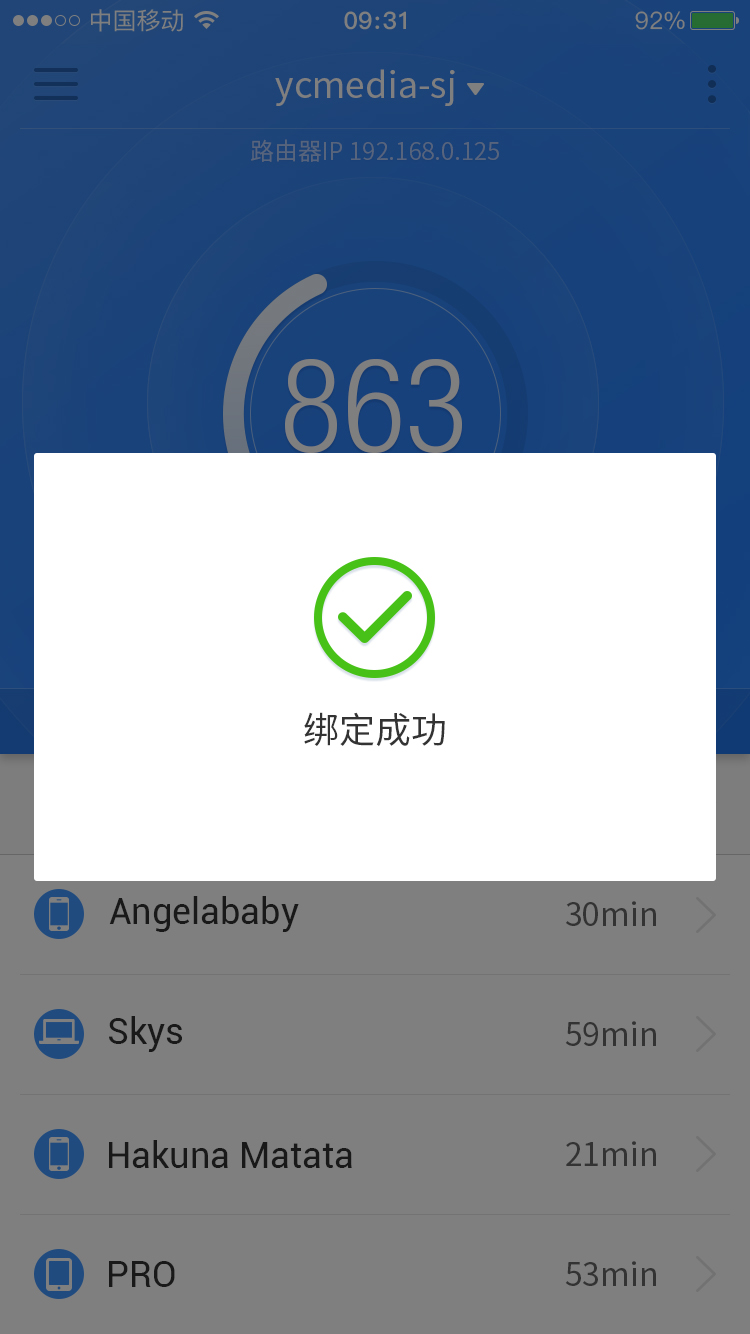 中国移动 09:31 92%
ycmedia-sj
路由器IP 192.168.0.125
863
绑定成功
Angelababy 30min
Skys 59min
Hakuna Matata 21min
PRO 53min